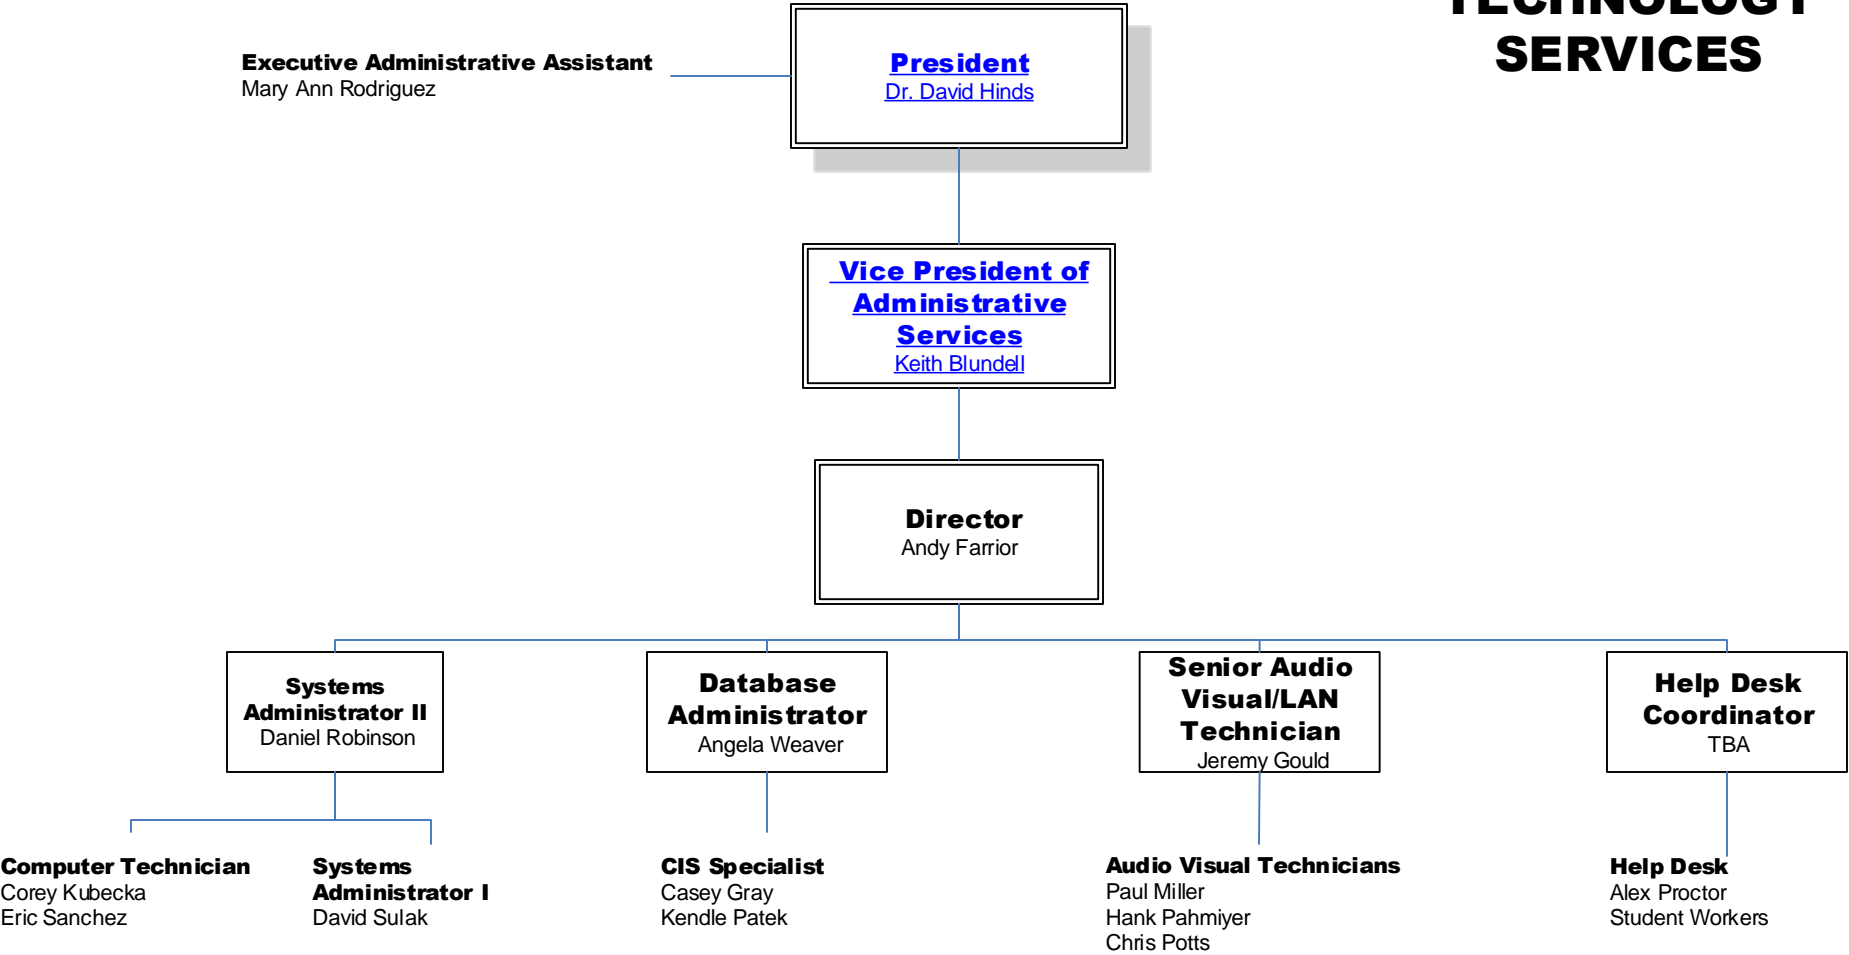 TECHNOLOGY
SERVICES
Executive Administrative Assistant
Mary Ann Rodriguez
President
Dr. David Hinds
Vice President of
Administrative
Services
Keith Blundell
Director
Andy Farrior
Systems
Administrator II
Daniel Robinson
Database
Administrator
Angela Weaver
Senior Audio
Visual/LAN
Technician
Jeremy Gould
Help Desk
Coordinator
TBA
Computer Technician
Corey Kubecka
Eric Sanchez
Systems
Administrator I
David Sulak
CIS Specialist
Casey Gray
Kendle Patek
Audio Visual Technicians
Paul Miller
Hank Pahmiyer
Chris Potts
Help Desk
Alex Proctor
Student Workers